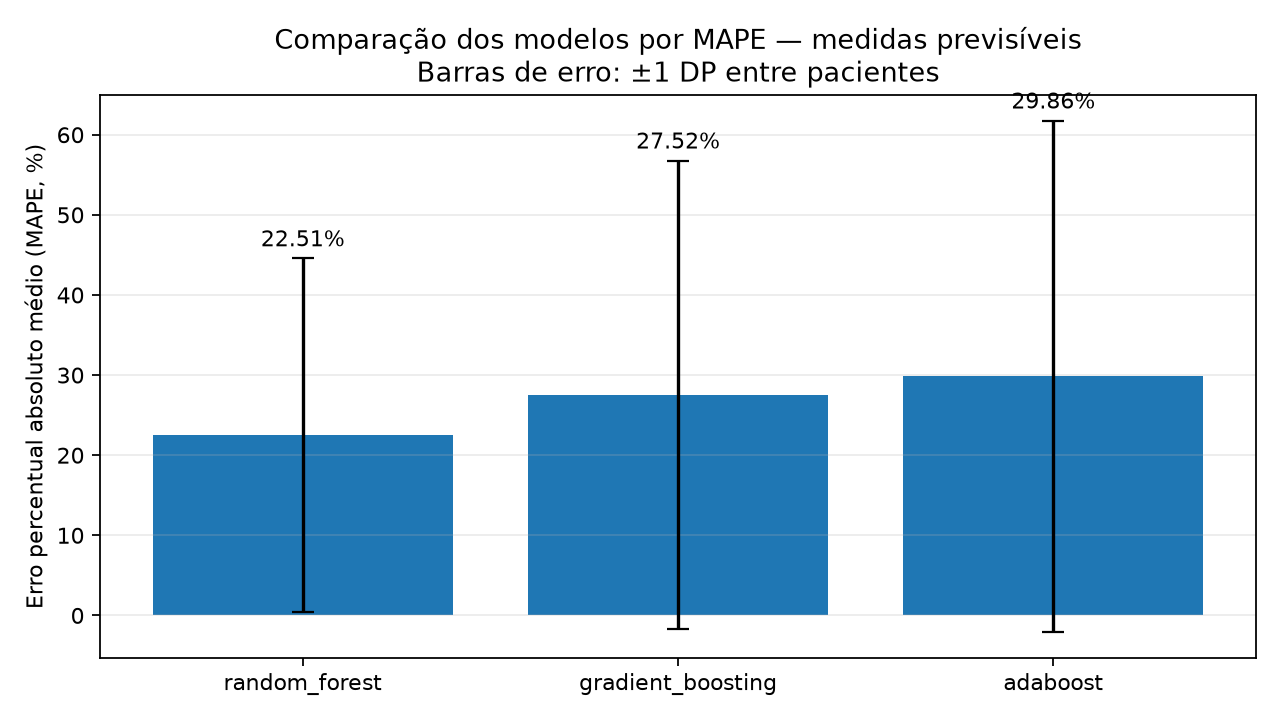 Comparação dos modelos por MAPE — medidas previsíveis
Barras de erro: ±1 DP entre pacientes
Erro percentual absoluto médio (MAPE, %)
60
50
40
30
20
10
0
22.51%
27.52%
29.86%
random_forest
gradient_boosting
adaboost